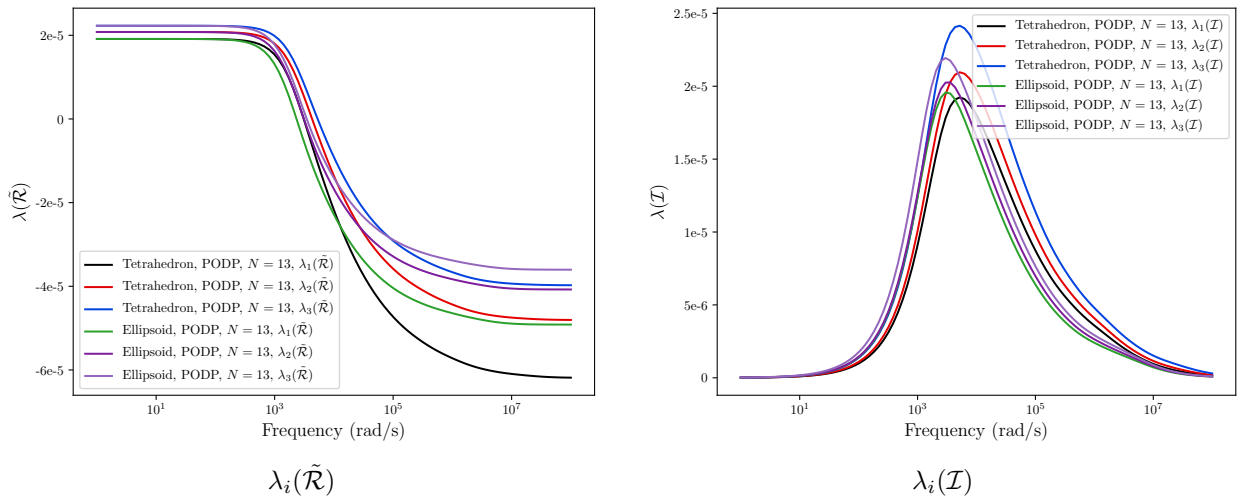 2e-5
0
-2e-5
-4e-5
-6e-5
λ(R̃)
Tetrahedron, PODP, N = 13, λ₁(R̃)
Tetrahedron, PODP, N = 13, λ₂(R̃)
Tetrahedron, PODP, N = 13, λ₃(R̃)
Ellipsoid, PODP, N = 13, λ₁(R̃)
Ellipsoid, PODP, N = 13, λ₂(R̃)
Ellipsoid, PODP, N = 13, λ₃(R̃)
10¹ 10³ 10⁵ 10⁷
Frequency (rad/s)
λᵢ(R̃)
2.5e-5
2e-5
1.5e-5
1e-5
5e-6
0
λ(I)
Tetrahedron, PODP, N = 13, λ₁(I)
Tetrahedron, PODP, N = 13, λ₂(I)
Tetrahedron, PODP, N = 13, λ₃(I)
Ellipsoid, PODP, N = 13, λ₁(I)
Ellipsoid, PODP, N = 13, λ₂(I)
Ellipsoid, PODP, N = 13, λ₃(I)
10¹ 10³ 10⁵ 10⁷
Frequency (rad/s)
λᵢ(I)